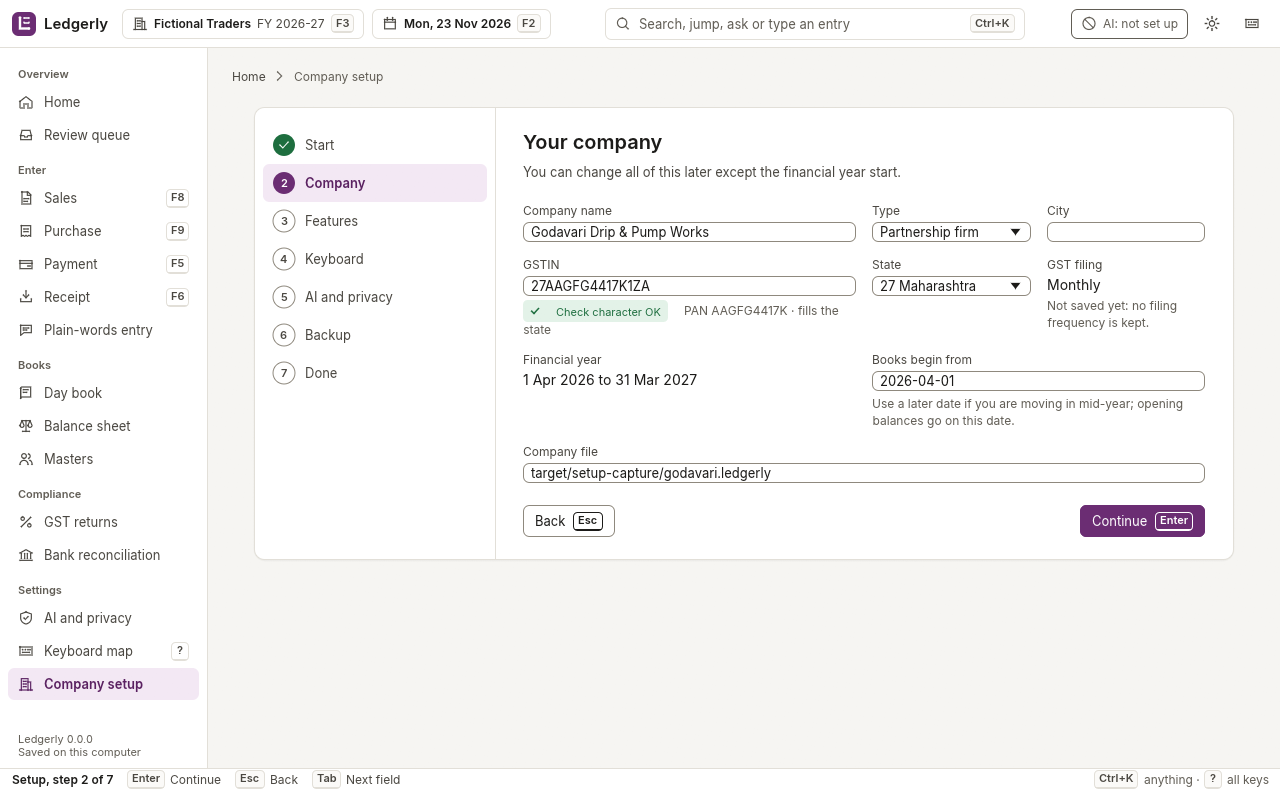 Ledgerly
Fictional Traders FY 2026-27 F3
Mon, 23 Nov 2026 F2
Search, jump, ask or type an entry Ctrl+K
AI: not set up
Overview
Home
Review queue
Enter
Sales F8
Purchase F9
Payment F5
Receipt F6
Plain-words entry
Books
Day book
Balance sheet
Masters
Compliance
GST returns
Bank reconciliation
Settings
AI and privacy
Keyboard map ?
Company setup
Ledgerly 0.0.0
Saved on this computer
Home > Company setup
Start
2 Company
3 Features
4 Keyboard
5 AI and privacy
6 Backup
7 Done
Your company
You can change all of this later except the financial year start.
Company name
Godavari Drip & Pump Works
Type
Partnership firm
City
GSTIN
27AAGFG4417K1ZA
Check character OK PAN AAGFG4417K · fills the
state
State
27 Maharashtra
GST filing
Monthly
Not saved yet: no filing
frequency is kept.
Financial year
1 Apr 2026 to 31 Mar 2027
Books begin from
2026-04-01
Use a later date if you are moving in mid-year; opening
balances go on this date.
Company file
target/setup-capture/godavari.ledgerly
Back Esc
Continue Enter
Setup, step 2 of 7 Enter Continue Esc Back Tab Next field
Ctrl+K anything · ? all keys